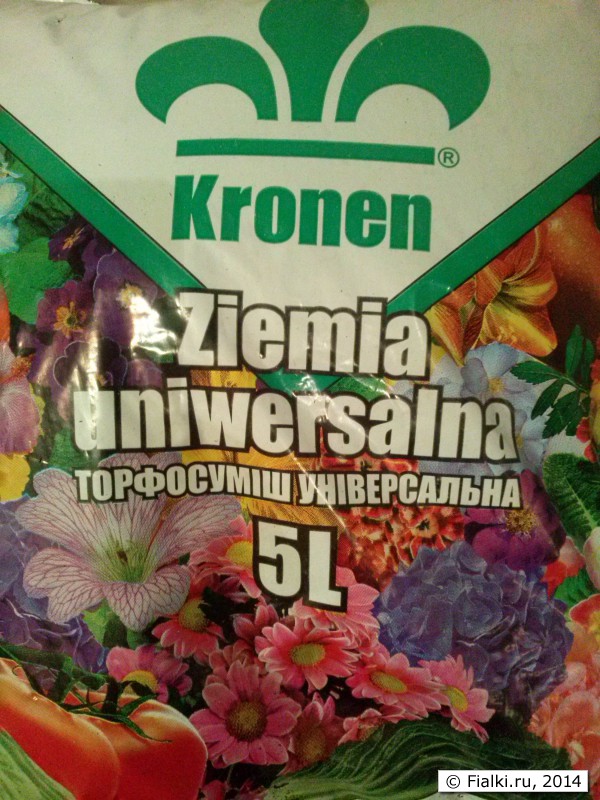 ®
Kronen
Ziemia
uniwersalna
ТОРФОСУМІШ УНІВЕРСАЛЬНА
5L
© Fialki.ru, 2014